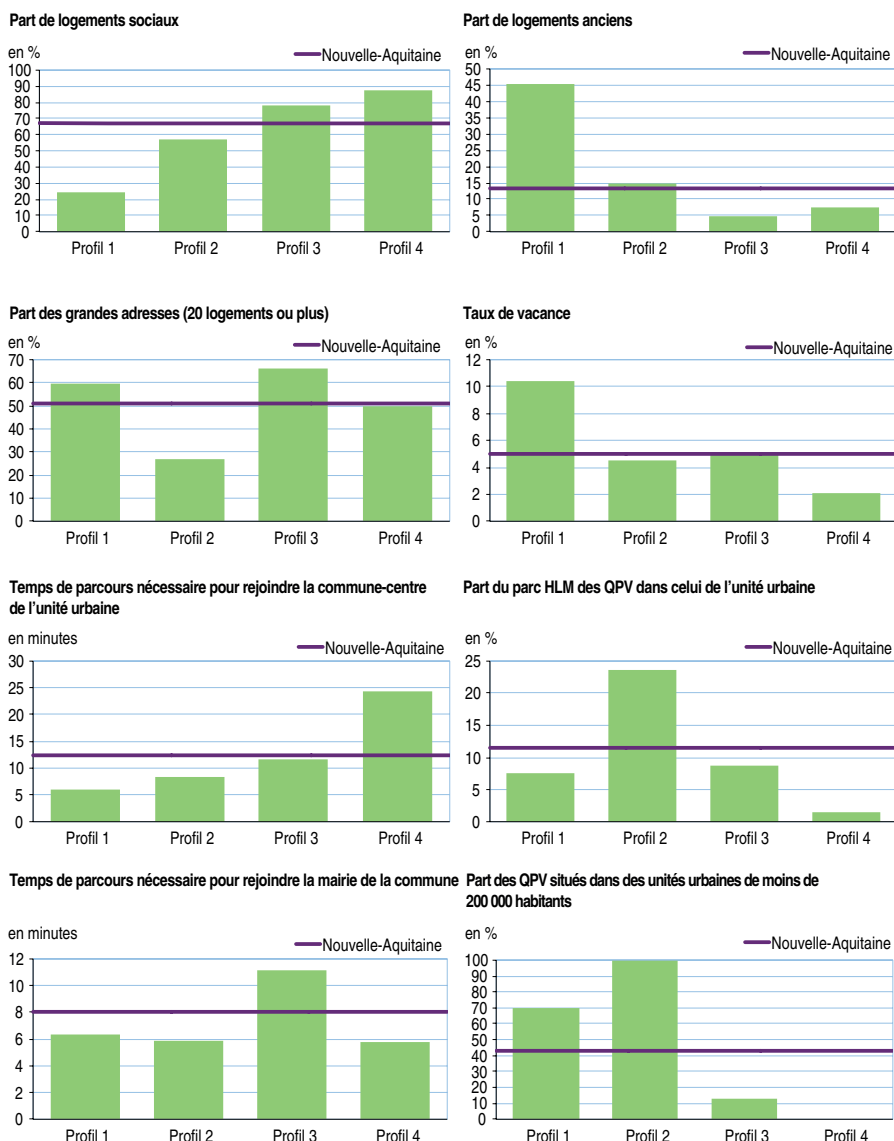 Part de logements sociaux
en %
Nouvelle-Aquitaine
100
90
80
70
60
50
40
30
20
10
0
Profil 1 Profil 2 Profil 3 Profil 4
Part de logements anciens
en %
Nouvelle-Aquitaine
50
45
40
35
30
25
20
15
10
5
0
Profil 1 Profil 2 Profil 3 Profil 4
Part des grandes adresses (20 logements ou plus)
en %
Nouvelle-Aquitaine
70
60
50
40
30
20
10
0
Profil 1 Profil 2 Profil 3 Profil 4
Taux de vacance
en %
Nouvelle-Aquitaine
12
10
8
6
4
2
0
Profil 1 Profil 2 Profil 3 Profil 4
Temps de parcours nécessaire pour rejoindre la commune-centre
de l'unité urbaine
en minutes
Nouvelle-Aquitaine
30
25
20
15
10
5
0
Profil 1 Profil 2 Profil 3 Profil 4
Part du parc HLM des QPV dans celui de l'unité urbaine
en %
Nouvelle-Aquitaine
25
20
15
10
5
0
Profil 1 Profil 2 Profil 3 Profil 4
Temps de parcours nécessaire pour rejoindre la mairie de la commune
en minutes
Nouvelle-Aquitaine
12
10
8
6
4
2
0
Profil 1 Profil 2 Profil 3 Profil 4
Part des QPV situés dans des unités urbaines de moins de
200 000 habitants
en %
Nouvelle-Aquitaine
100
90
80
70
60
50
40
30
20
10
0
Profil 1 Profil 2 Profil 3 Profil 4